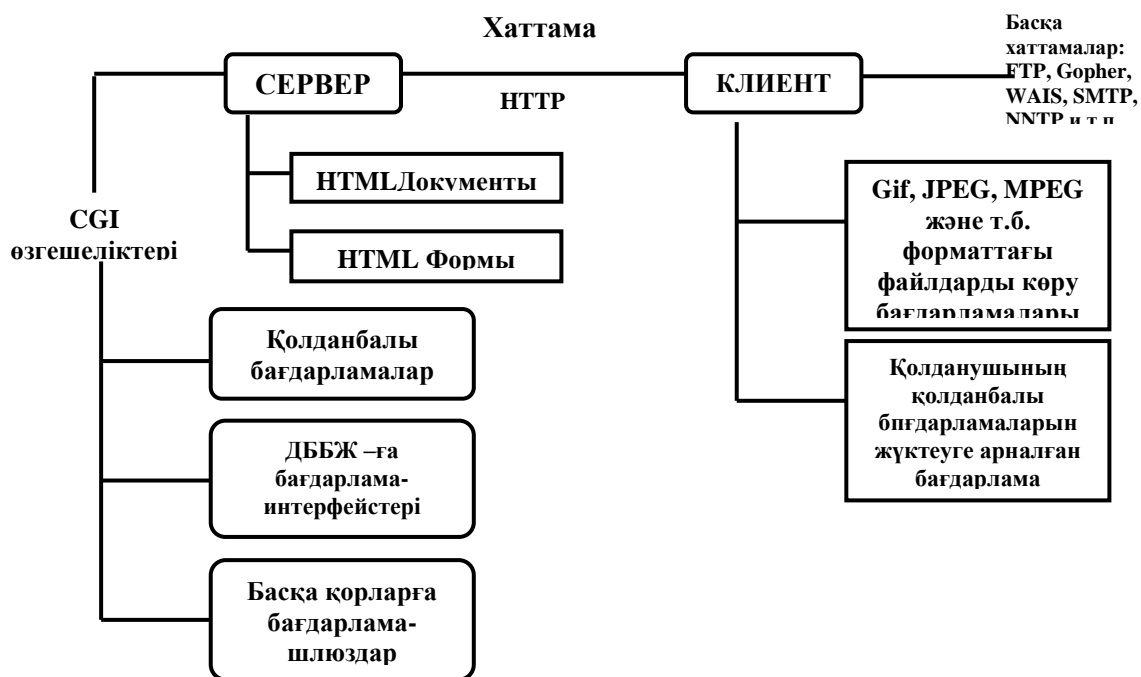 Хаттама
Басқа
хаттамалар:
FTP, Gopher,
WAIS, SMTP,
NNTP и т.п
СЕРВЕР
КЛИЕНТ
HTTP
HTMLДокументы
HTML Формы
CGI
өзгешеліктері
Gif, JPEG, MPEG
және т.б.
форматтағы
файлдарды көру
бағдарламалары
Қолданбалы
бағдарламалар
Қолданушының
қолданбалы
бпғдарламаларын
жүктеуге арналған
бағдарлама
ДББЖ –ға
бағдарлама-
интерфейстері
Басқа қорларға
бағдарлама-
шлюздар